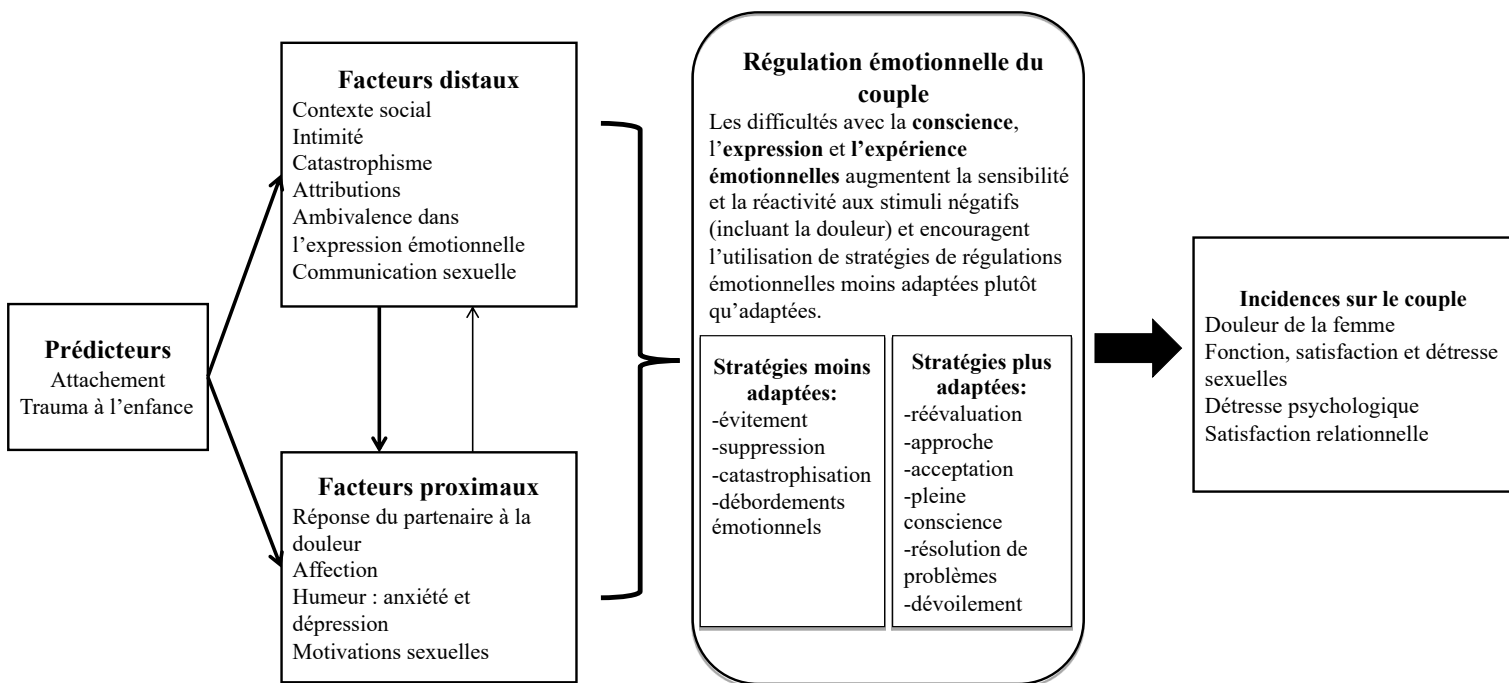 Prédicteurs
Attachement
Trauma à l’enfance
Facteurs distaux
Contexte social
Intimité
Catastrophisme
Attributions
Ambivalence dans
l’expression émotionnelle
Communication sexuelle
Facteurs proximaux
Réponse du partenaire à la
douleur
Affection
Humeur : anxiété et
dépression
Motivations sexuelles
Régulation émotionnelle du
couple
Les difficultés avec la conscience,
l’expression et l’expérience
émotionnelles augmentent la sensibilité
et la réactivité aux stimuli négatifs
(incluant la douleur) et encouragent
l’utilisation de stratégies de régulations
émotionnelles moins adaptées plutôt
qu’adaptées.
Stratégies moins
adaptées:
-évitement
-suppression
-catastrophisation
-débordements
émotionnels
Stratégies plus
adaptées:
-réévaluation
-approche
-acceptation
-pleine
conscience
-résolution de
problèmes
-dévoilement
Incidences sur le couple
Douleur de la femme
Fonction, satisfaction et détresse
sexuelles
Détresse psychologique
Satisfaction relationnelle